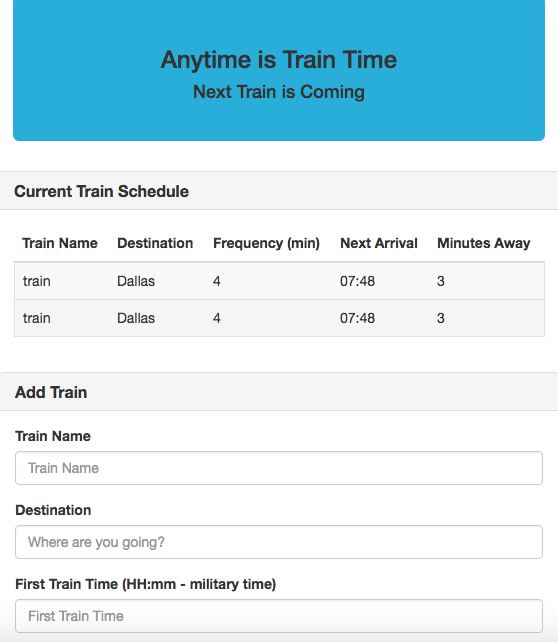 Anytime is Train Time
Next Train is Coming
Current Train Schedule
Train Name Destination Frequency (min) Next Arrival Minutes Away
train Dallas 4 07:48 3
train Dallas 4 07:48 3
Add Train
Train Name
Train Name
Destination
Where are you going?
First Train Time (HH:mm - military time)
First Train Time